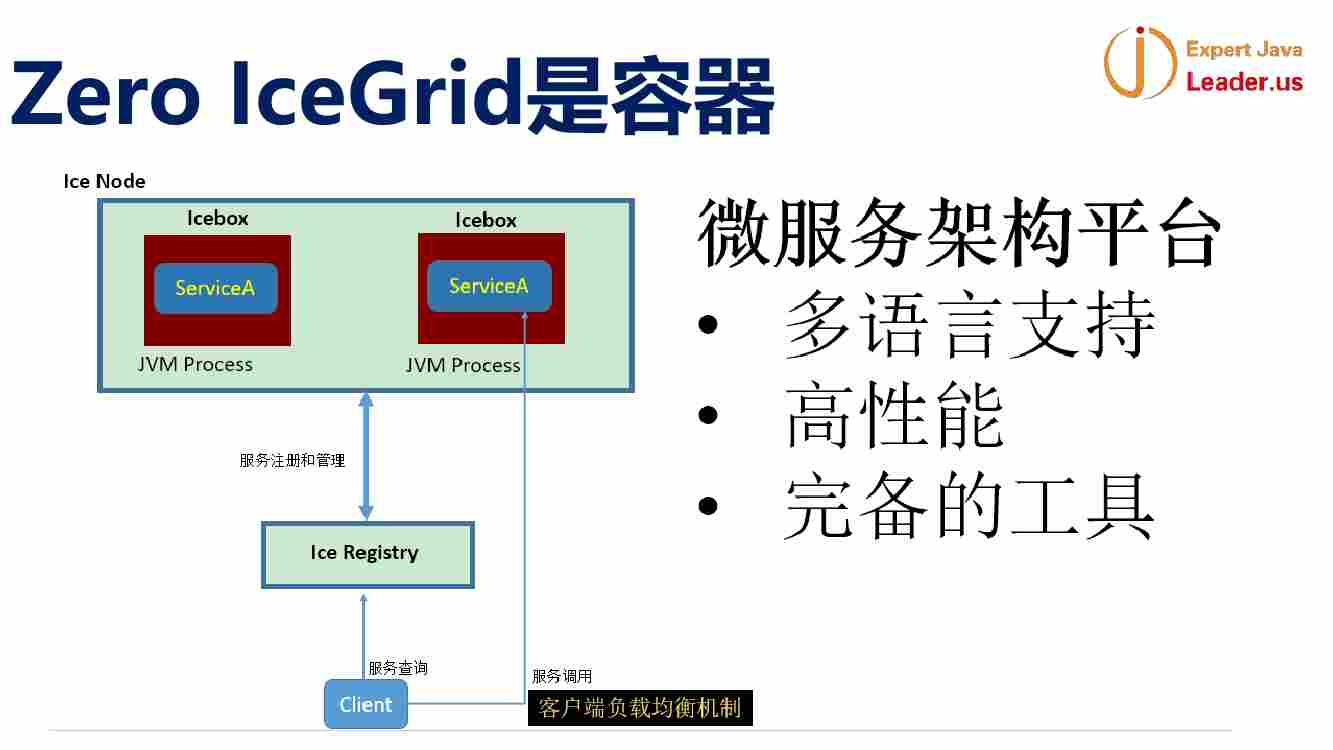 Zero IceGrid是容器
Expert Java
Leader.us
Ice Node
Icebox
ServiceA
JVM Process
Icebox
ServiceA
JVM Process
服务注册和管理
Ice Registry
服务查询
Client
服务调用
客户端负载均衡机制
微服务架构平台
• 多语言支持
• 高性能
• 完备的工具